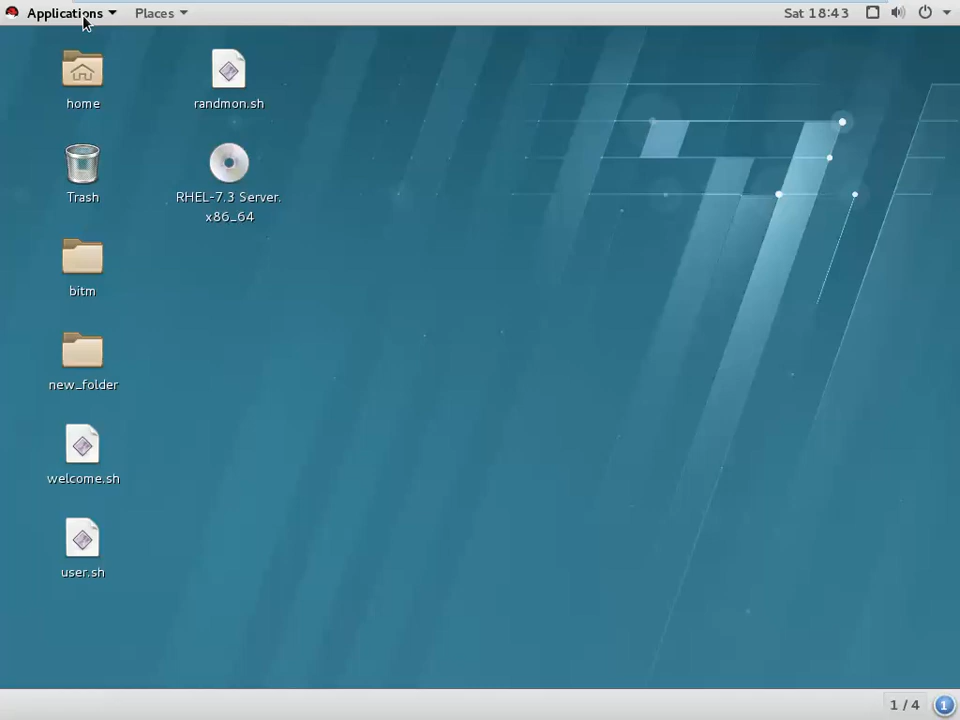 Applications Places Sat 18:43
home
randmon.sh
Trash
RHEL-7.3 Server.
x86_64
bitm
new_folder
welcome.sh
user.sh
1 / 4 1